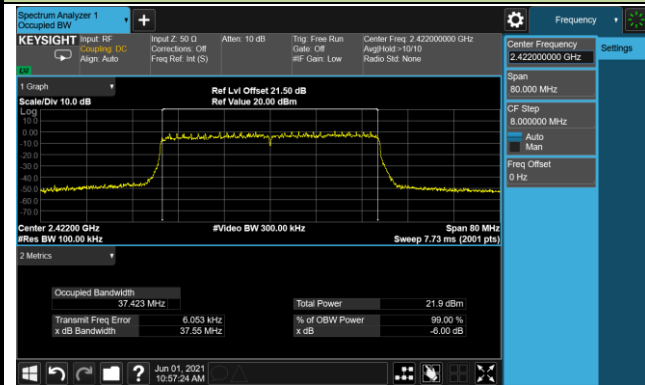 Spectrum Analyzer 1
Occupied BW
Frequency
KEYSIGHT
Input: RF
Coupling: DC
Align: Auto
Input Z: 50 Ω
Corrections: Off
Freq Ref: Int (S)
Atten: 10 dB
Trig: Free Run
Gate: Off
#IF Gain: Low
Center Freq: 2.422000000 GHz
Avg|Hold:>10/10
Radio Std: None
Center Frequency
2.422000000 GHz
Settings
Span
80.000 MHz
CF Step
8.000000 MHz
Auto
Man
Freq Offset
0 Hz
1 Graph
Scale/Div 10.0 dB
Ref Lvl Offset 21.50 dB
Ref Value 20.00 dBm
Log
10.0
0.00
-10.0
-20.0
-30.0
-40.0
-50.0
-60.0
-70.0
Center 2.42200 GHz
#Res BW 100.00 kHz
#Video BW 300.00 kHz
Span 80 MHz
Sweep 7.73 ms (2001 pts)
2 Metrics
Occupied Bandwidth
37.423 MHz
Total Power 21.9 dBm
Transmit Freq Error 6.053 kHz
% of OBW Power 99.00 %
x dB Bandwidth 37.55 MHz
x dB -6.00 dB
?
Jun 01, 2021
10:57:24 AM